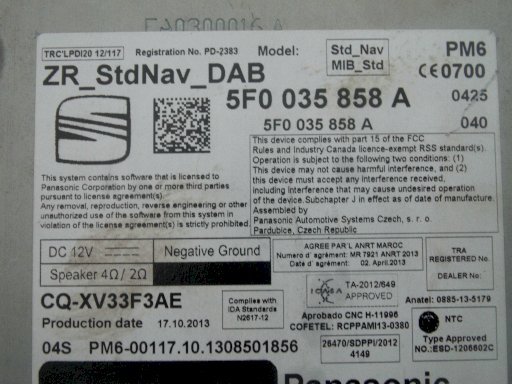 EA0300016 A
TRC'LPDI20 12/117 Registration No. PD-2383 Model: Std_Nav PM6
MIB_Std
ZR_StdNav_DAB CE0700
5F0 035 858 A 0425
5F0 035 858 A 040
This device complies with part 15 of the FCC
Rules and Industry Canada licence-exempt RSS standard(s).
Operation is subject to the following two conditions: (1)
This device may not cause harmful interference, and (2)
this device must accept any interference received,
including interference that may cause undesired operation
of the device.Subchapter J in effect as of date of manufacture.
Assembled by
Panasonic Automotive Systems Czech, s. r. o.
Pardubice, Czech Republic
This system contains software that is licensed to
Panasonic Corporation by one or more third parties
pursuant to license agreement(s).
Any removal, reproduction, reverse engineering or other
unauthorized use of the software from this system in
violation of the license agreement(s) is strictly prohibited.
DC 12V Negative Ground
Speaker 4Ω / 2Ω
AGREE PAR L ANRT MAROC
Numero d`agrément: MR 7921 ANRT 2013
Date d`agrément: 02.April.2013
TRA
REGISTERED No.
DEALER No:
CQ-XV33F3AE
Complies with
IDA Standards
N2617-12
ICASA TA-2012/649
APPROVED
Anatel: 0885-13-5179
Production date 17.10.2013
Aprobado CNC H-11996
COFETEL: RCPPAMI13-0380
NTC
Type Approved
NO.:ESD-1206602C
04S PM6-00117.10.1308501856
26470/SDPPI/2012
4149
Panasonic